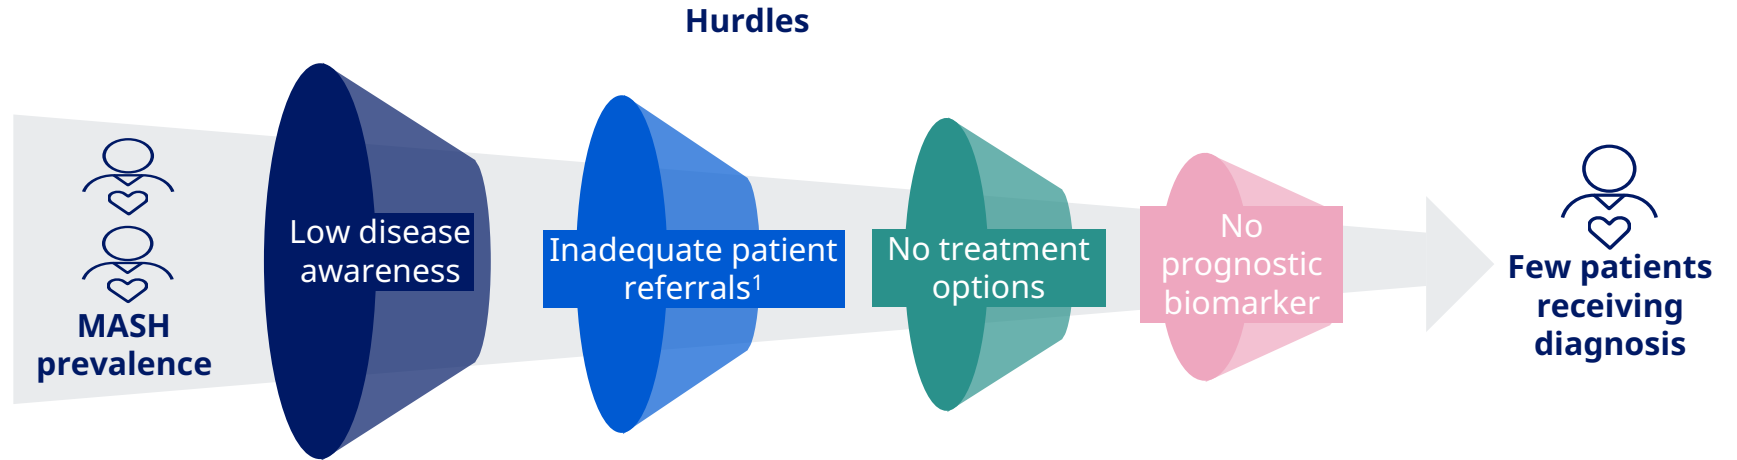 Hurdles
MASH
prevalence
Low disease
awareness
Inadequate patient
referrals¹
No treatment
options
No
prognostic
biomarker
Few patients
receiving
diagnosis